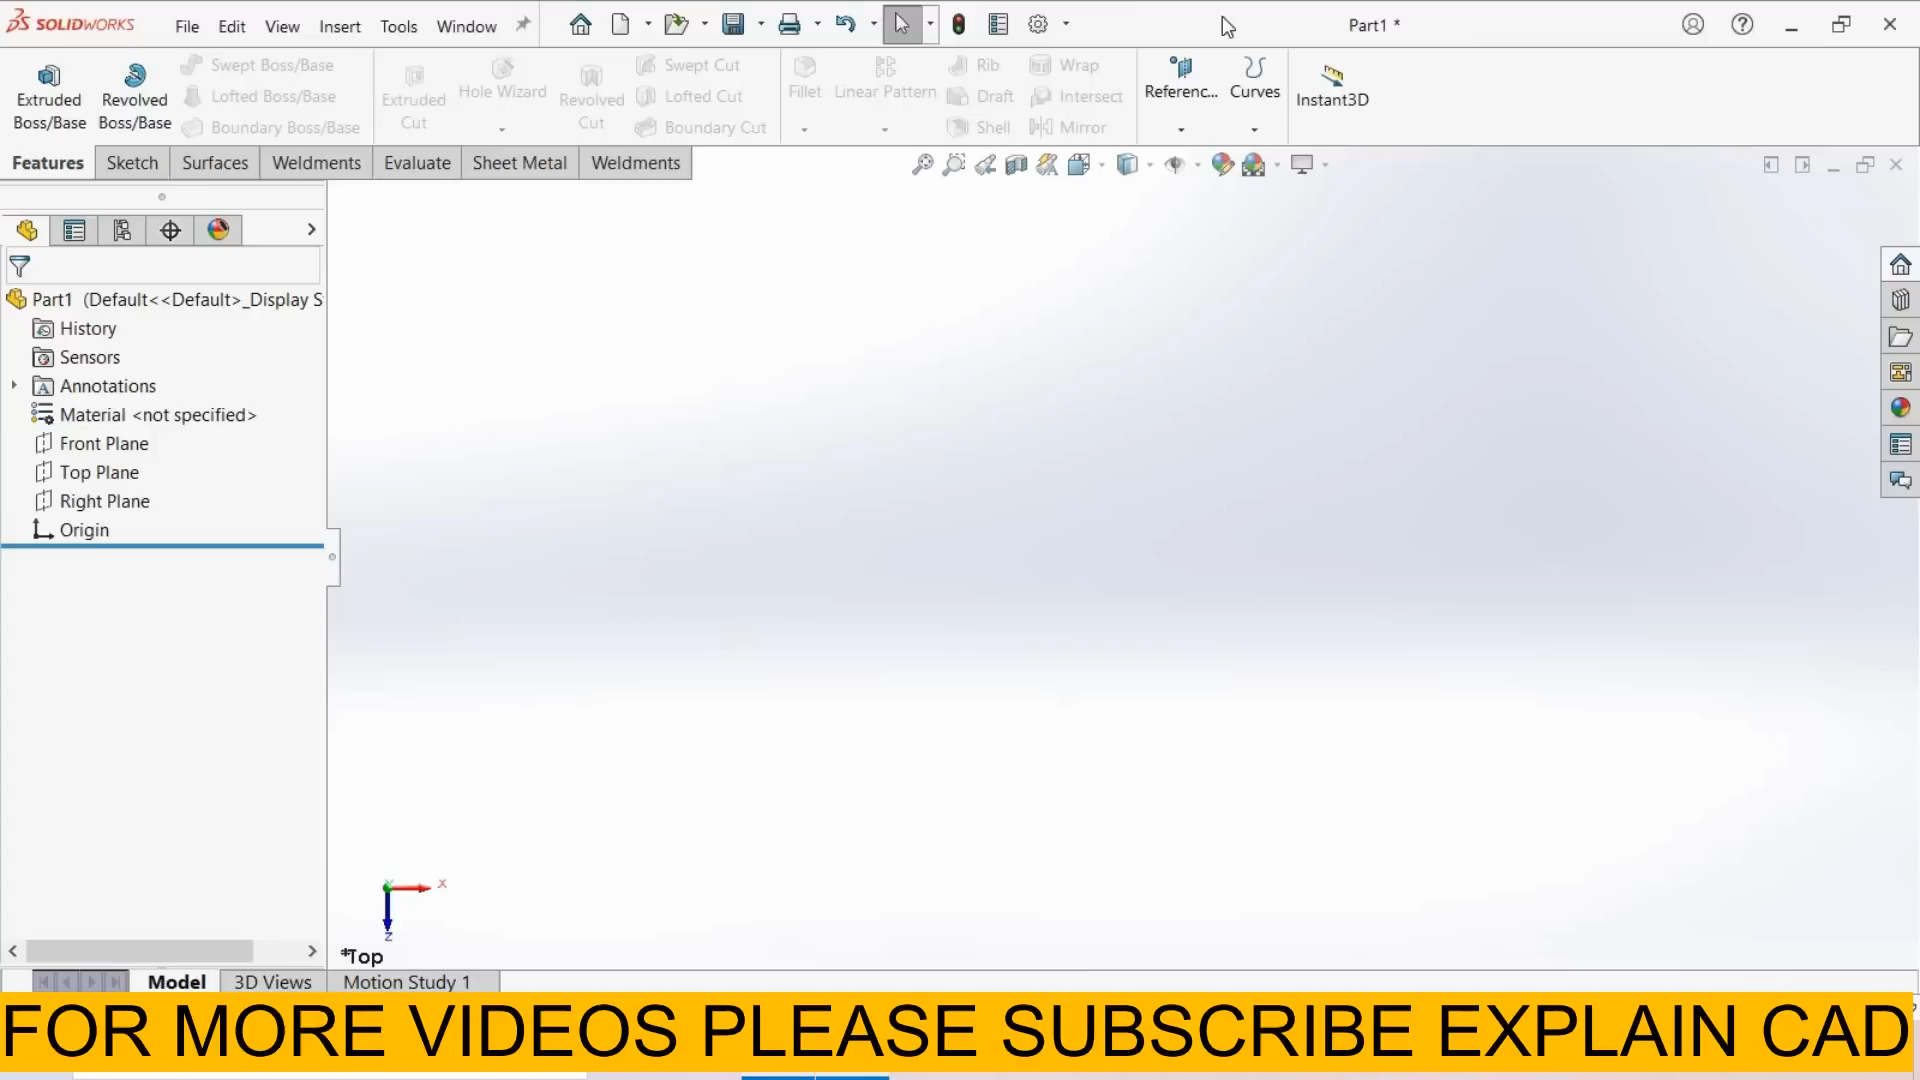 SOLIDWORKS File Edit View Insert Tools Window Part1 *
Extruded Boss/Base
Revolved Boss/Base
Swept Boss/Base
Lofted Boss/Base
Boundary Boss/Base
Extruded Cut
Hole Wizard
Revolved Cut
Swept Cut
Lofted Cut
Boundary Cut
Fillet
Linear Pattern
Rib
Draft
Shell
Wrap
Intersect
Mirror
Referenc...
Curves
Instant3D
Features Sketch Surfaces Weldments Evaluate Sheet Metal Weldments
Part1 (Default<<Default>_Display S
History
Sensors
Annotations
Material <not specified>
Front Plane
Top Plane
Right Plane
Origin
X
Z
*Top
Model 3D Views Motion Study 1
FOR MORE VIDEOS PLEASE SUBSCRIBE EXPLAIN CAD